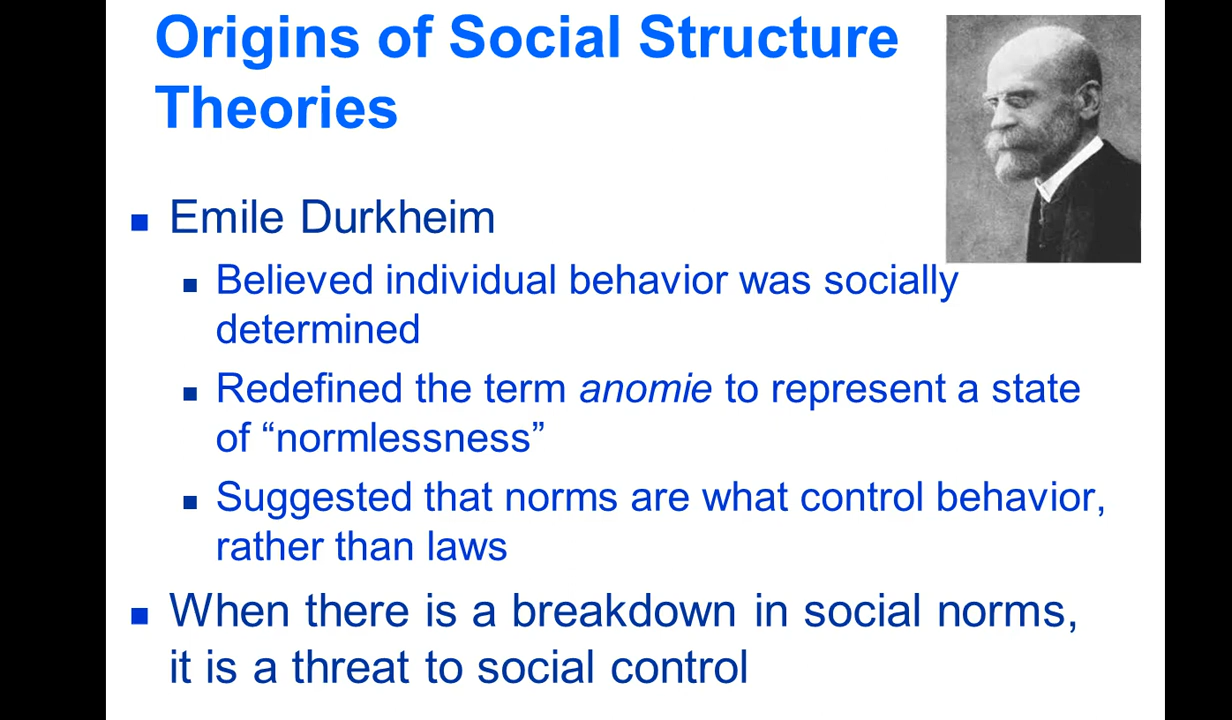 Origins of Social Structure
Theories
Emile Durkheim
Believed individual behavior was socially
determined
Redefined the term anomie to represent a state
of “normlessness”
Suggested that norms are what control behavior,
rather than laws
When there is a breakdown in social norms,
it is a threat to social control